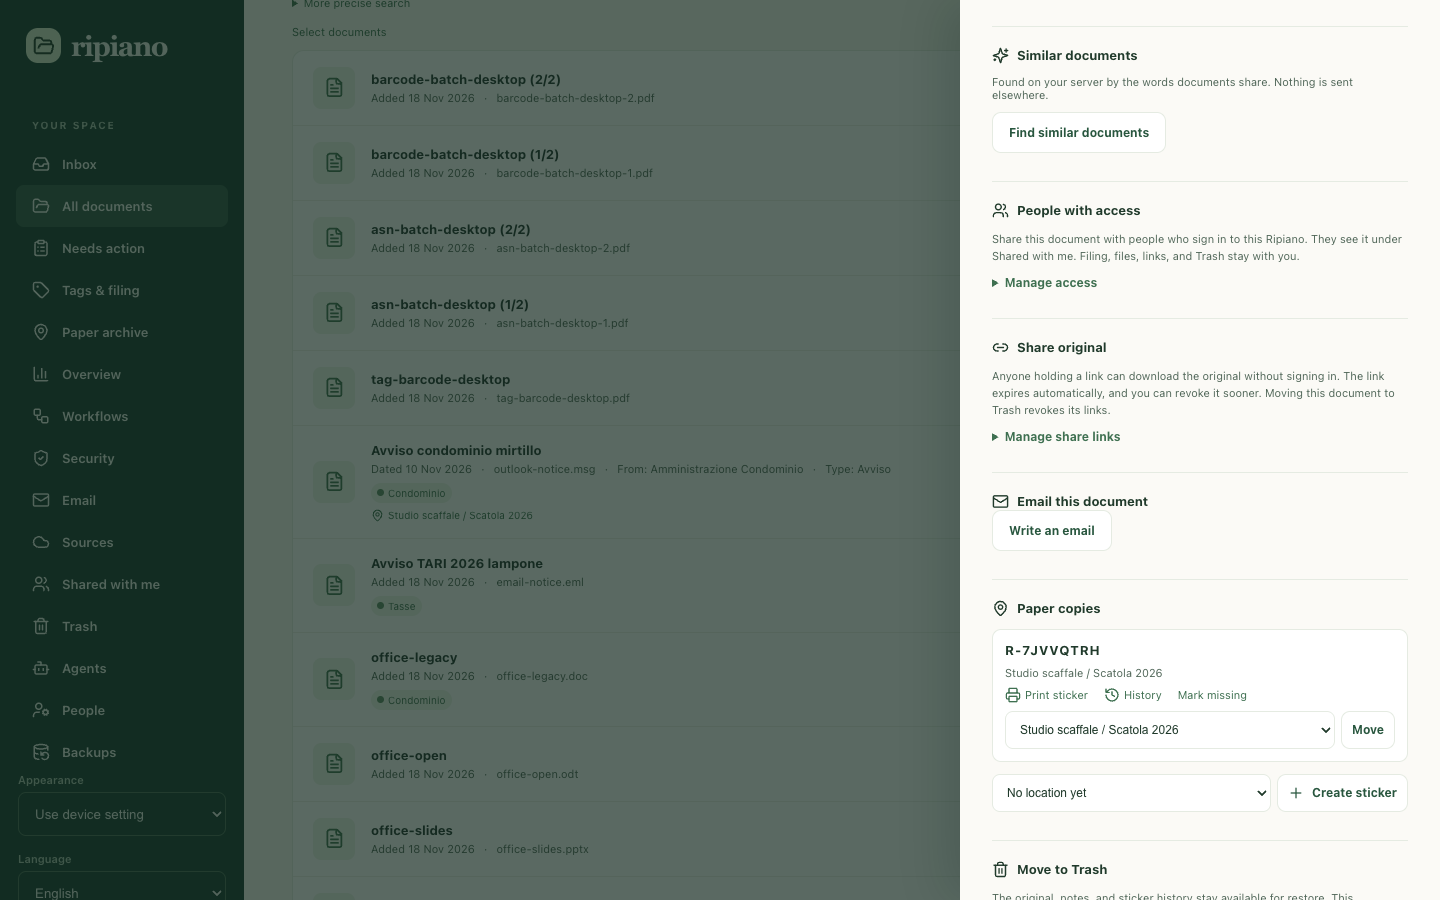 ripiano
YOUR SPACE
Inbox
All documents
Needs action
Tags & filing
Paper archive
Overview
Workflows
Security
Email
Sources
Shared with me
Trash
Agents
People
Backups
Appearance
Use device setting
Language
English
More precise search
Select documents
barcode-batch-desktop (2/2)
Added 18 Nov 2026 · barcode-batch-desktop-2.pdf
barcode-batch-desktop (1/2)
Added 18 Nov 2026 · barcode-batch-desktop-1.pdf
asn-batch-desktop (2/2)
Added 18 Nov 2026 · asn-batch-desktop-2.pdf
asn-batch-desktop (1/2)
Added 18 Nov 2026 · asn-batch-desktop-1.pdf
tag-barcode-desktop
Added 18 Nov 2026 · tag-barcode-desktop.pdf
Avviso condominio mirtillo
Dated 10 Nov 2026 · outlook-notice.msg · From: Amministrazione Condominio · Type: Avviso
Condominio
Studio scaffale / Scatola 2026
Avviso TARI 2026 lampone
Added 18 Nov 2026 · email-notice.eml
Tasse
office-legacy
Added 18 Nov 2026 · office-legacy.doc
Condominio
office-open
Added 18 Nov 2026 · office-open.odt
office-slides
Added 18 Nov 2026 · office-slides.pptx
Similar documents
Found on your server by the words documents share. Nothing is sent
elsewhere.
Find similar documents
People with access
Share this document with people who sign in to this Ripiano. They see it under
Shared with me. Filing, files, links, and Trash stay with you.
Manage access
Share original
Anyone holding a link can download the original without signing in. The link
expires automatically, and you can revoke it sooner. Moving this document to
Trash revokes its links.
Manage share links
Email this document
Write an email
Paper copies
R-7JVVQTRH
Studio scaffale / Scatola 2026
Print sticker History Mark missing
Studio scaffale / Scatola 2026 Move
No location yet Create sticker
Move to Trash
The original, notes, and sticker history stay available for restore. This